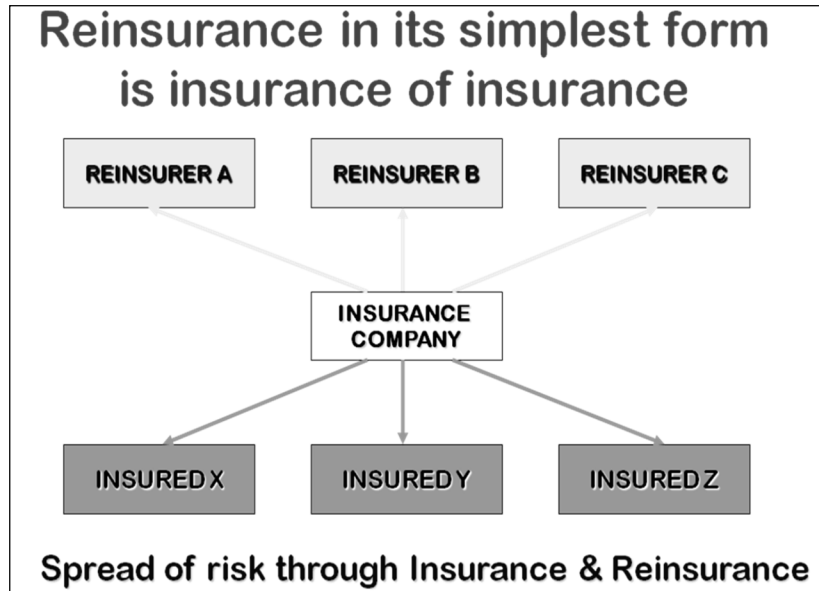 Reinsurance in its simplest form
is insurance of insurance
REINSURER A
REINSURER B
REINSURER C
INSURANCE
COMPANY
INSURED X
INSURED Y
INSURED Z
Spread of risk through Insurance & Reinsurance